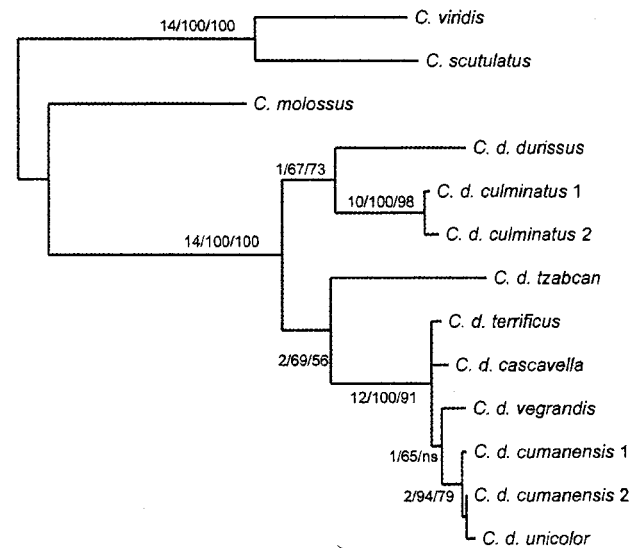 14/100/100
C. viridis
C. scutulatus
C. molossus
C. d. durissus
1/67/73
C. d. culminatus 1
10/100/98
C. d. culminatus 2
14/100/100
C. d. tzabcan
C. d. terrificus
2/69/56
C. d. cascavella
12/100/91
C. d. vegrandis
C. d. cumanensis 1
1/65/ns
2/94/79
C. d. cumanensis 2
C. d. unicolor